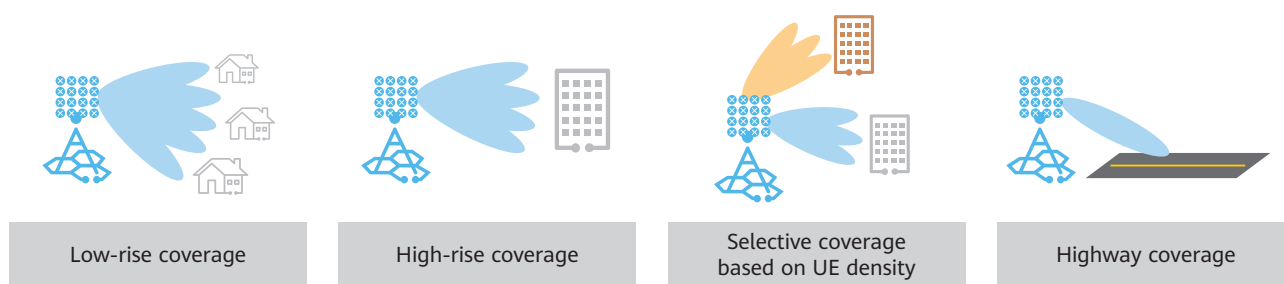 Low-rise coverage
High-rise coverage
Selective coverage
based on UE density
Highway coverage